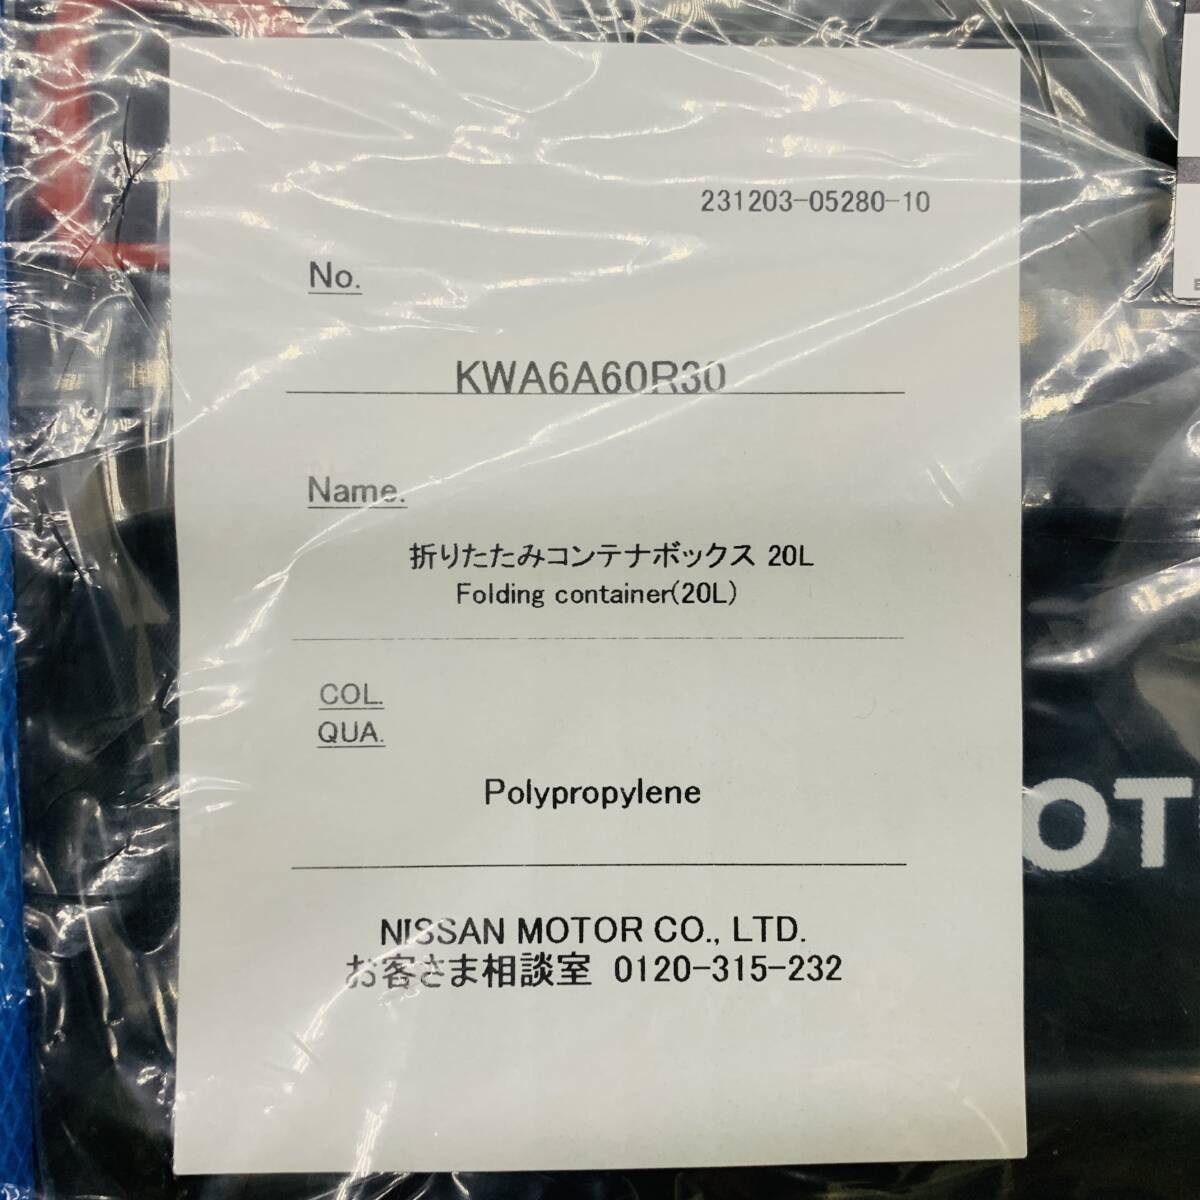 231203-05280-10
No.
KWA6A60R30
Name.
折りたたみコンテナボックス 20L
Folding container(20L)
COL.
QUA.
Polypropylene
OT
NISSAN MOTOR CO., LTD.
お客さま相談室 0120-315-232